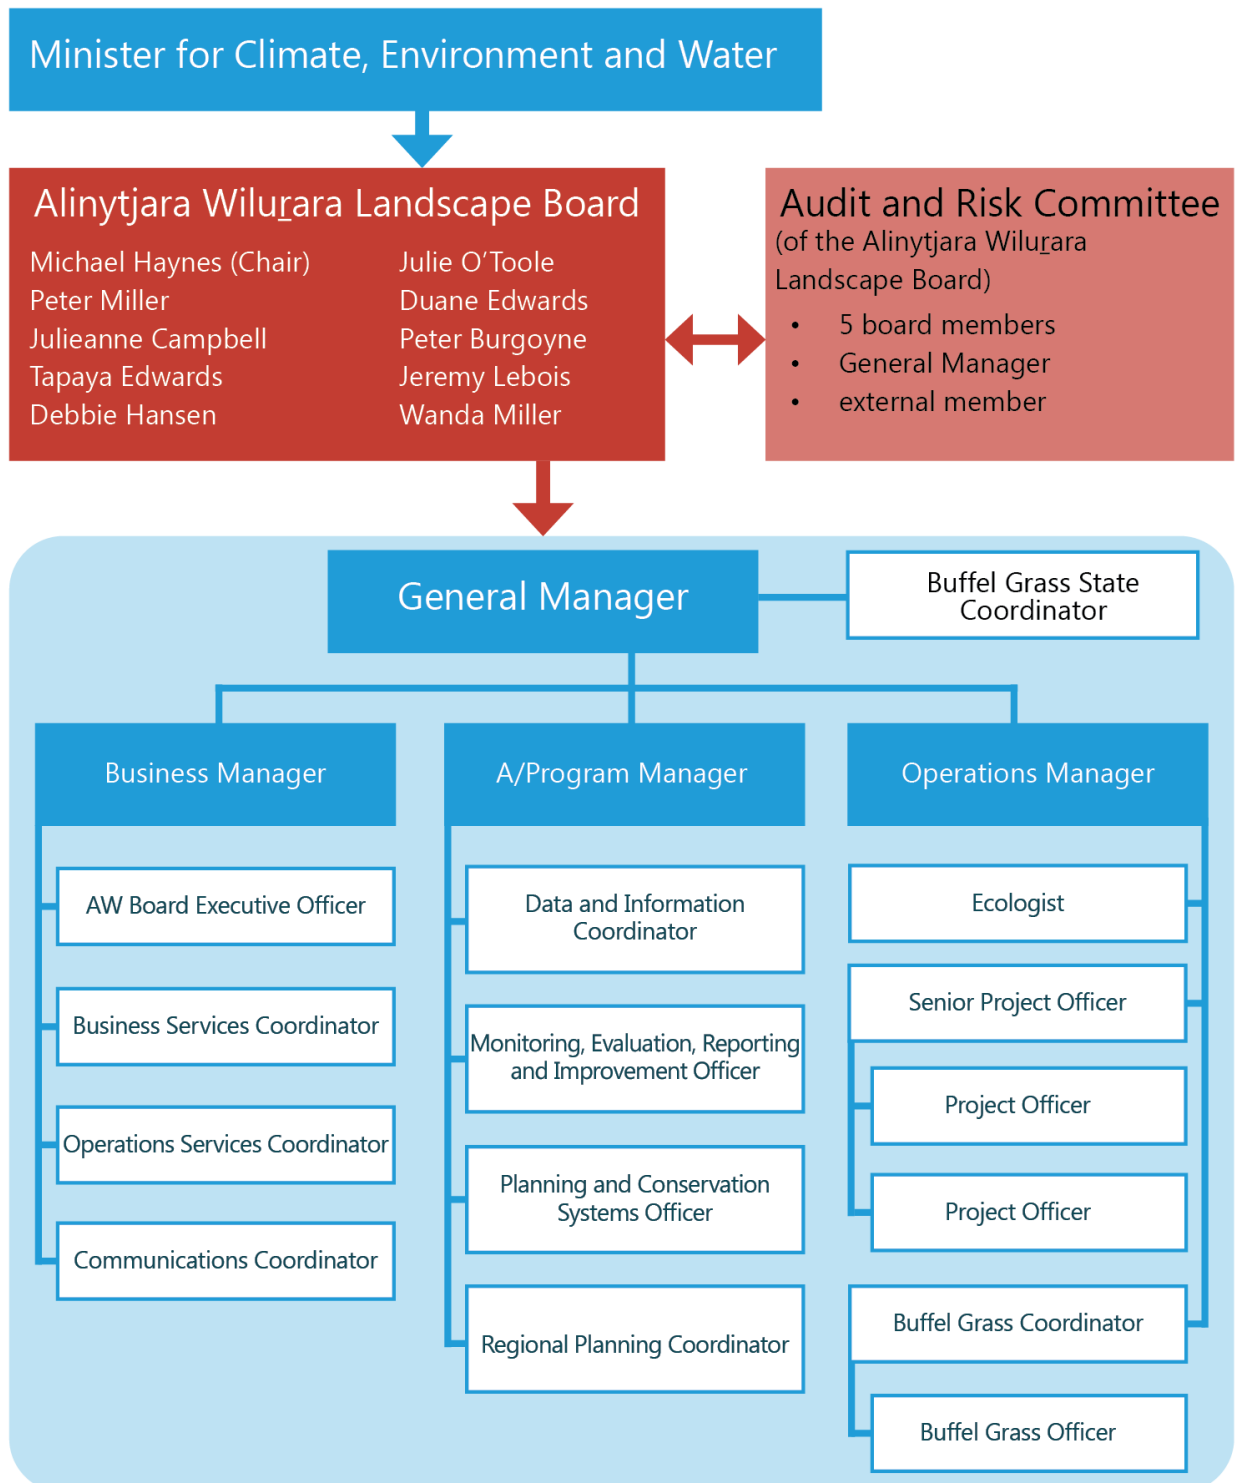 Minister for Climate, Environment and Water
Alinytjara Wiluṟara Landscape Board
Michael Haynes (Chair)
Peter Miller
Julieanne Campbell
Tapaya Edwards
Debbie Hansen
Julie O’Toole
Duane Edwards
Peter Burgoyne
Jeremy Lebois
Wanda Miller
Audit and Risk Committee
(of the Alinytjara Wiluṟara
Landscape Board)
• 5 board members
• General Manager
• external member
General Manager
Buffel Grass State
Coordinator
Business Manager
AW Board Executive Officer
Business Services Coordinator
Operations Services Coordinator
Communications Coordinator
A/Program Manager
Data and Information
Coordinator
Monitoring, Evaluation, Reporting
and Improvement Officer
Planning and Conservation
Systems Officer
Regional Planning Coordinator
Operations Manager
Ecologist
Senior Project Officer
Project Officer
Project Officer
Buffel Grass Coordinator
Buffel Grass Officer